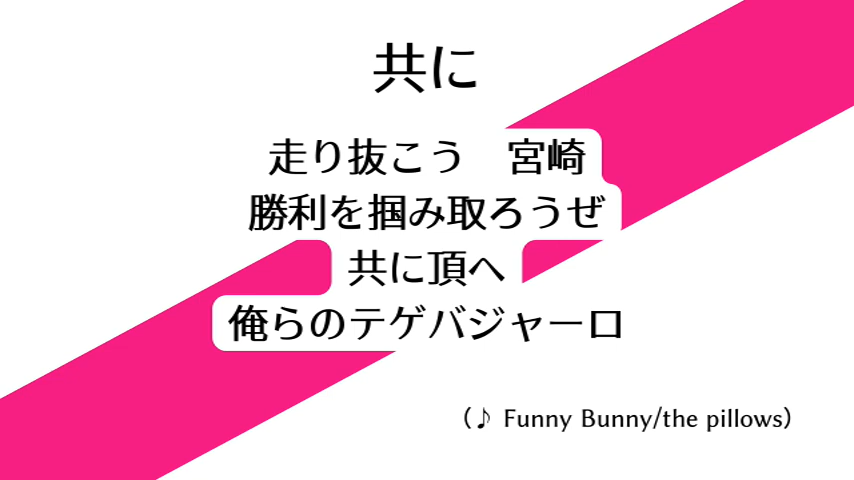 共に
走り抜こう　宮崎
勝利を掴み取ろうぜ
共に頂へ
俺らのテゲバジャーロ
（♪ Funny Bunny/the pillows）